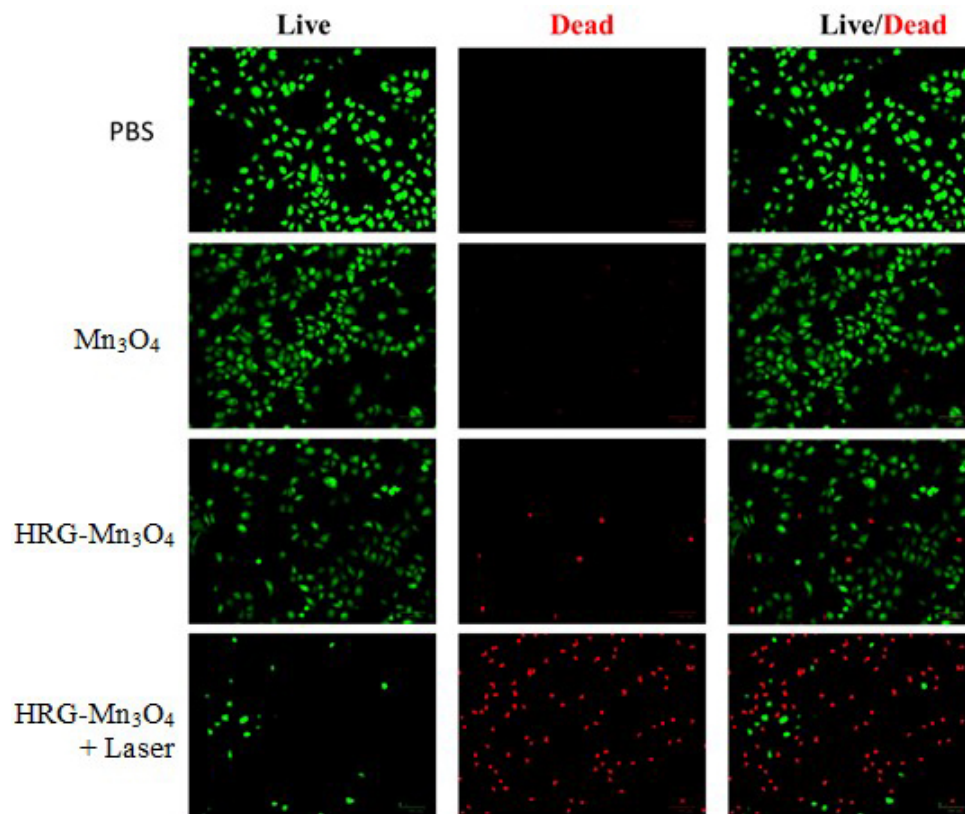 Live Dead Live/Dead
PBS
Mn₃O₄
HRG-Mn₃O₄
HRG-Mn₃O₄
+ Laser